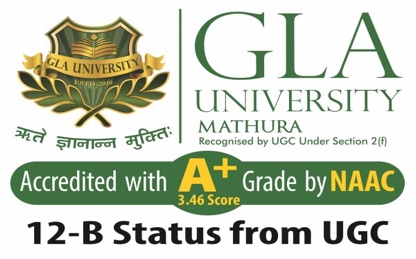 GLA UNIVERSITY
ESTD 2010
ऋते ज्ञानान्न मुक्तिः
GLA
UNIVERSITY
MATHURA
Recognised by UGC Under Section 2(f)
Accredited with A+ Grade by NAAC
3.46 Score
12-B Status from UGC